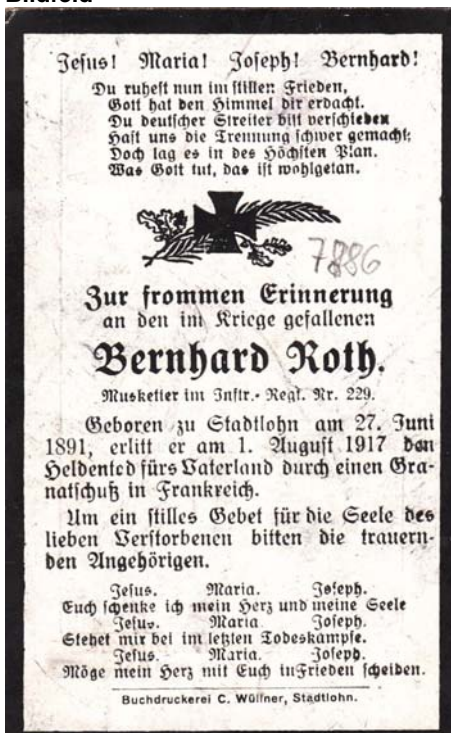 Jesus! Maria! Joseph! Bernhard!
Du ruhest nun im stillen Frieden,
Gott hat den Himmel dir erdacht.
Du deutscher Streiter bist verschieden
Hast uns die Trennung schwer gemacht;
Doch lag es in des Höchsten Plan.
Was Gott tut, das ist wohlgetan.
7886
Zur frommen Erinnerung
an den im Kriege gefallenen
Bernhard Roth.
Musketier im Inftr.- Regt. Nr. 229.
Geboren zu Stadtlohn am 27. Juni
1891, erlitt er am 1. August 1917 den
Heldentod fürs Vaterland durch einen Gra-
natschuß in Frankreich.
Um ein stilles Gebet für die Seele des
lieben Verstorbenen bitten die trauern-
den Angehörigen.
Jesus. Maria. Joseph.
Euch schenke ich mein Herz und meine Seele
Jesus. Maria Joseph.
Stehet mir bei im letzten Todeskampfe.
Jesus. Maria. Joseph.
Möge mein Herz mit Euch in Frieden scheiden.
Buchdruckerei C. Wüllner, Stadtlohn.